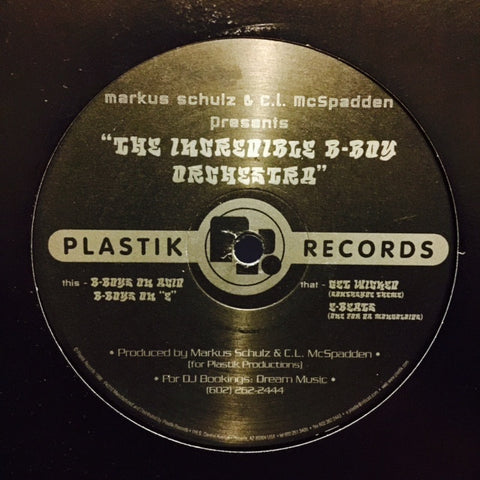 markus schulz & C.L. mcSpadden
presents
"THE INCREDIBLE B-BOY
ORCHESTRA"
PLASTIK RECORDS
this - B-BOYS ON ACID
B-BOYS ON "E"
that - GET WICKED
E-BEATS
• Produced by Markus Schulz & C.L. McSpadden •
(for Plastik Productions)
• For DJ Bookings: Dream Music •
(602) 262-2444